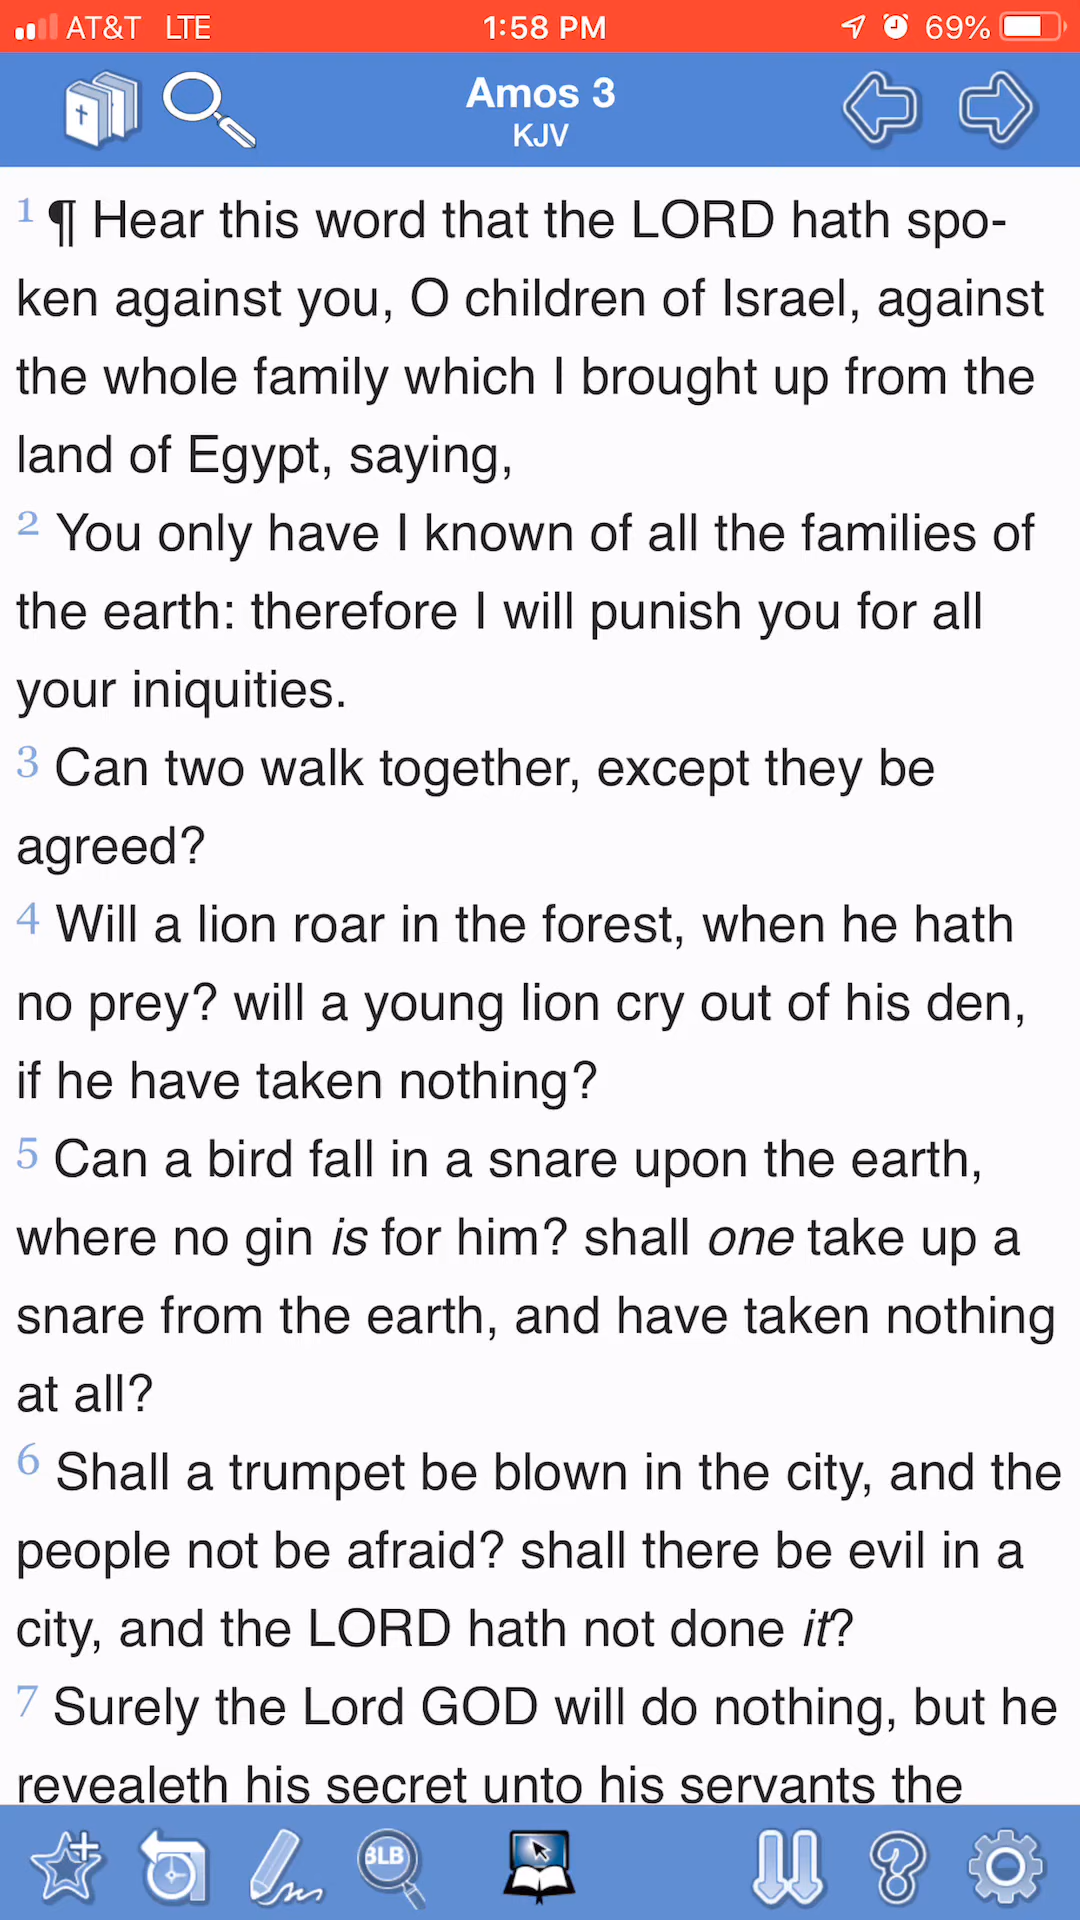 AT&T LTE 1:58 PM 69%
Amos 3
KJV
1 ¶ Hear this word that the LORD hath spo-
ken against you, O children of Israel, against
the whole family which I brought up from the
land of Egypt, saying,
2 You only have I known of all the families of
the earth: therefore I will punish you for all
your iniquities.
3 Can two walk together, except they be
agreed?
4 Will a lion roar in the forest, when he hath
no prey? will a young lion cry out of his den,
if he have taken nothing?
5 Can a bird fall in a snare upon the earth,
where no gin is for him? shall one take up a
snare from the earth, and have taken nothing
at all?
6 Shall a trumpet be blown in the city, and the
people not be afraid? shall there be evil in a
city, and the LORD hath not done it?
7 Surely the Lord GOD will do nothing, but he
revealeth his secret unto his servants the
BLB